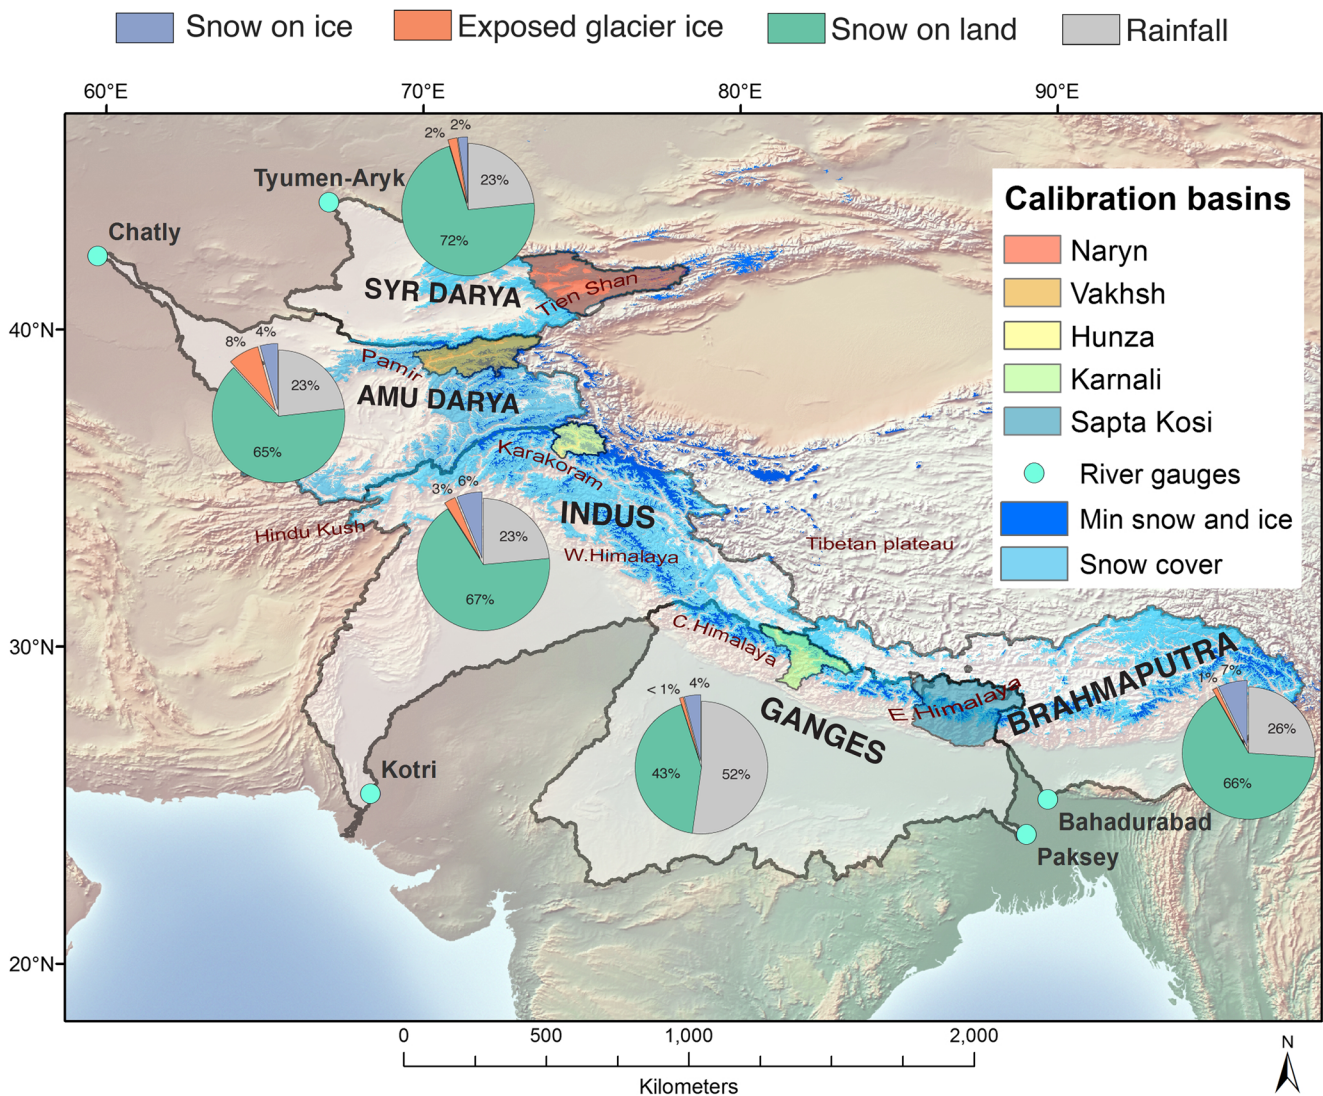 Snow on ice
Exposed glacier ice
Snow on land
Rainfall
60°E
70°E
80°E
90°E
40°N
30°N
20°N
2%
2%
23%
72%
Tyumen-Aryk
Chatly
SYR DARYA
Tien Shan
8%
4%
23%
65%
Pamir
AMU DARYA
Karakoram
3%
6%
23%
67%
Hindu Kush
INDUS
W.Himalaya
Tibetan plateau
C.Himalaya
< 1%
4%
43%
52%
GANGES
E.Himalaya
BRAHMAPUTRA
1%
7%
26%
66%
Kotri
Bahadurabad
Paksey
Calibration basins
Naryn
Vakhsh
Hunza
Karnali
Sapta Kosi
River gauges
Min snow and ice
Snow cover
0
500
1,000
2,000
Kilometers
N